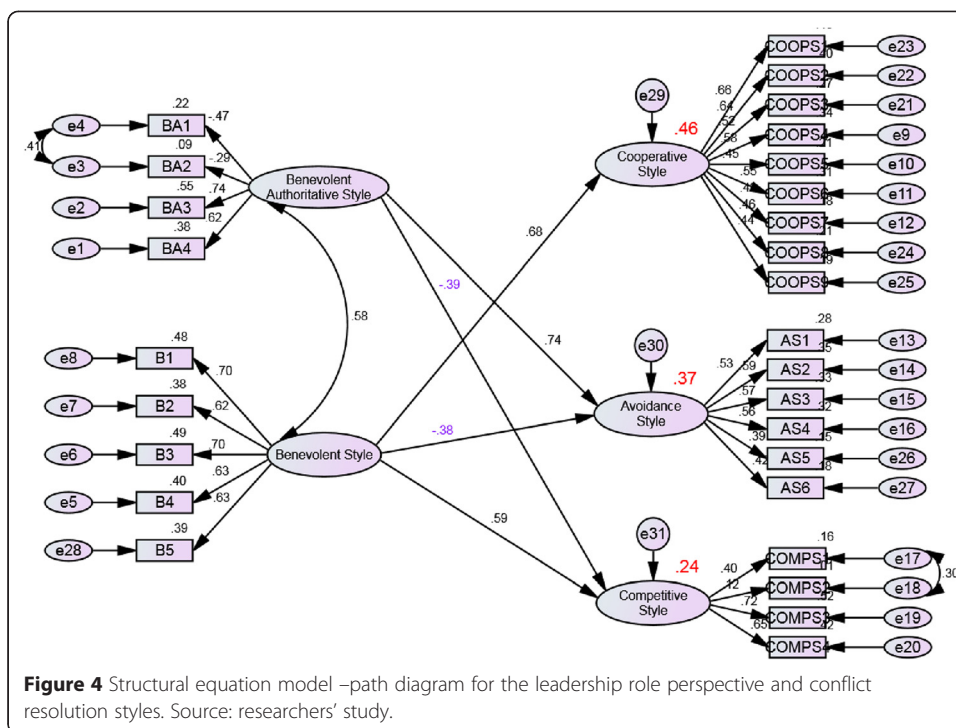 .22
e4 BA1 -.47
.41
.09
e3 BA2 -.29
.55
e2 BA3 .74
.38
e1 BA4 .62
Benevolent
Authoritative Style
.58
.48
e8 B1 .70
.38
e7 B2 .62
.49
e6 B3 .70
.40
e5 B4 .63
.39
e28 B5 .63
Benevolent Style
.68
-.39
.74
-.38
.59
e29
.46
Cooperative
Style
.66 COOPS1 e23
.64 COOPS2 e22
.52 COOPS3 e21
.58 COOPS4 e9
.45 COOPS5 e10
.55 COOPS6 e11
COOPS7 e12
.46 COOPS8 e24
.44 COOPS9 e25
e30
.37
Avoidance
Style
.28
.53 AS1 e13
.35
.59 AS2 e14
.33
.57 AS3 e15
.32
.56 AS4 e16
.15
.39 AS5 e26
.18
.42 AS6 e27
e31
.24
Competitive
Style
.16
.40 COMPS1 e17
.30
.12 COMPS2 e18
.72 COMPS3 e19
.65 COMPS4 e20
Figure 4 Structural equation model –path diagram for the leadership role perspective and conflict
resolution styles. Source: researchers’ study.